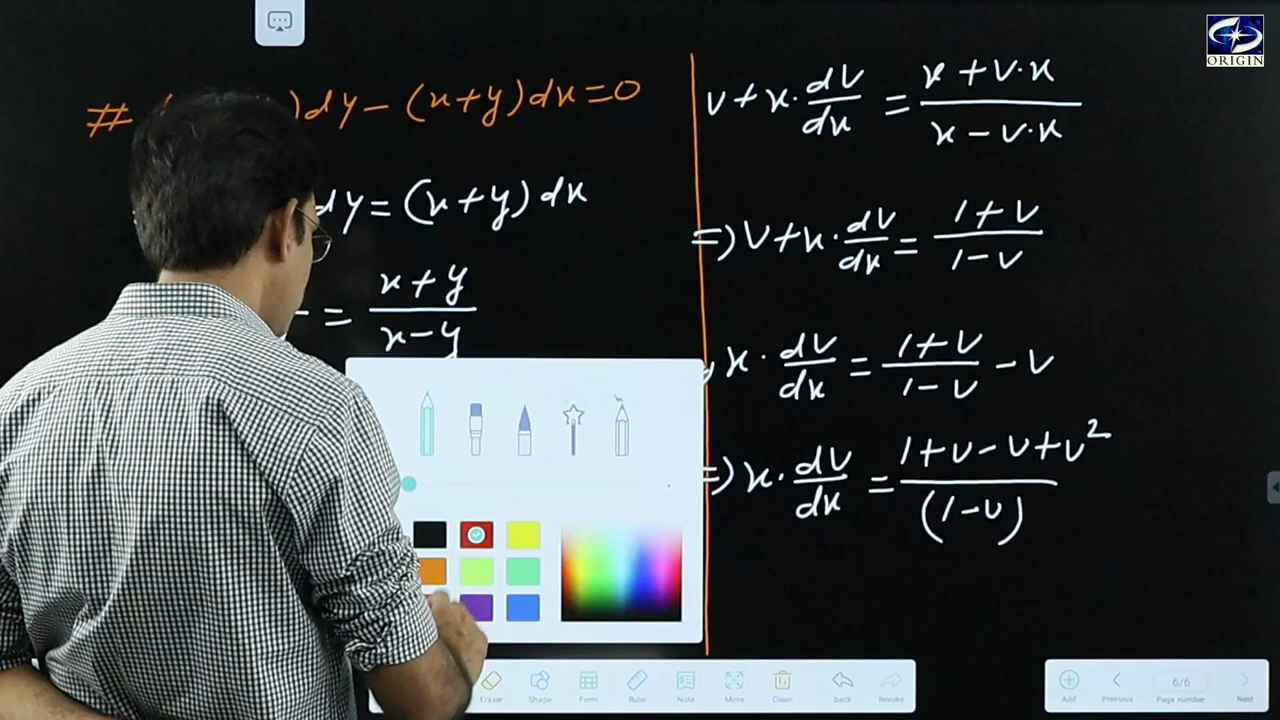 # ( )dy-(x+y)dx=0
dy=(x+y)dx
- = x+y
x-y
v+x·dv/dx = x+v·x/x-v·x
=> v+x·dv/dx = 1+v/1-v
x·dv/dx = 1+v/1-v -v
=> x·dv/dx = 1+v-v+v²/(1-v)
ORIGIN
Eraser Shape Form Ruler Note Move Clean Undo Revoke
Add Previous 6/6 Page number Next